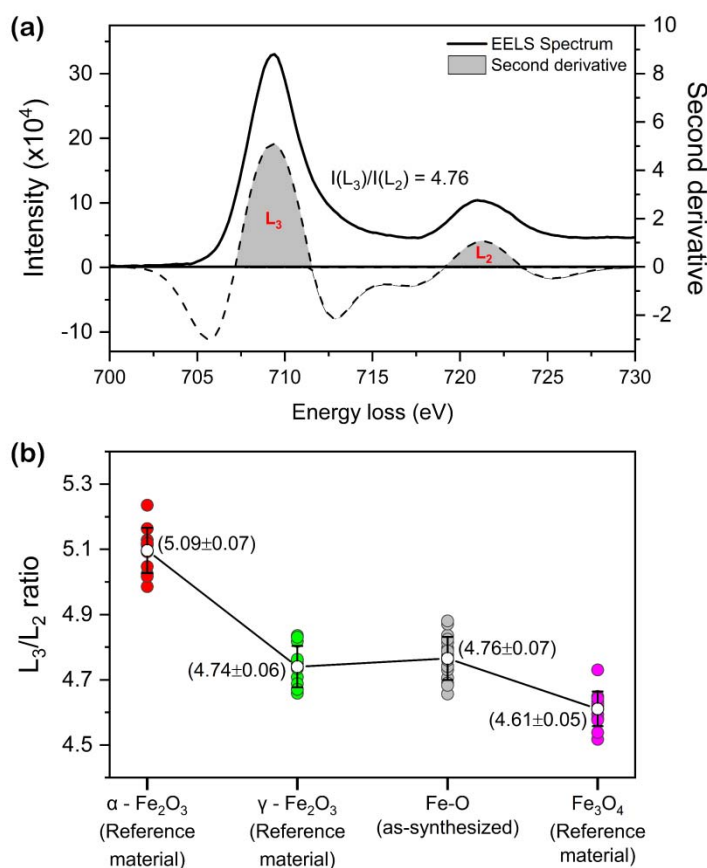 (a)
EELS Spectrum
Second derivative
I(L₃)/I(L₂) = 4.76
L₃
L₂
Intensity (x10⁴)
30
20
10
0
-10
Second derivative
10
8
6
4
2
0
-2
700 705 710 715 720 725 730
Energy loss (eV)
(b)
L₃/L₂ ratio
5.3
5.1
4.9
4.7
4.5
(5.09±0.07)
(4.74±0.06)
(4.76±0.07)
(4.61±0.05)
α - Fe₂O₃
(Reference
material)
γ - Fe₂O₃
(Reference
material)
Fe-O
(as-synthesized)
Fe₃O₄
(Reference
material)